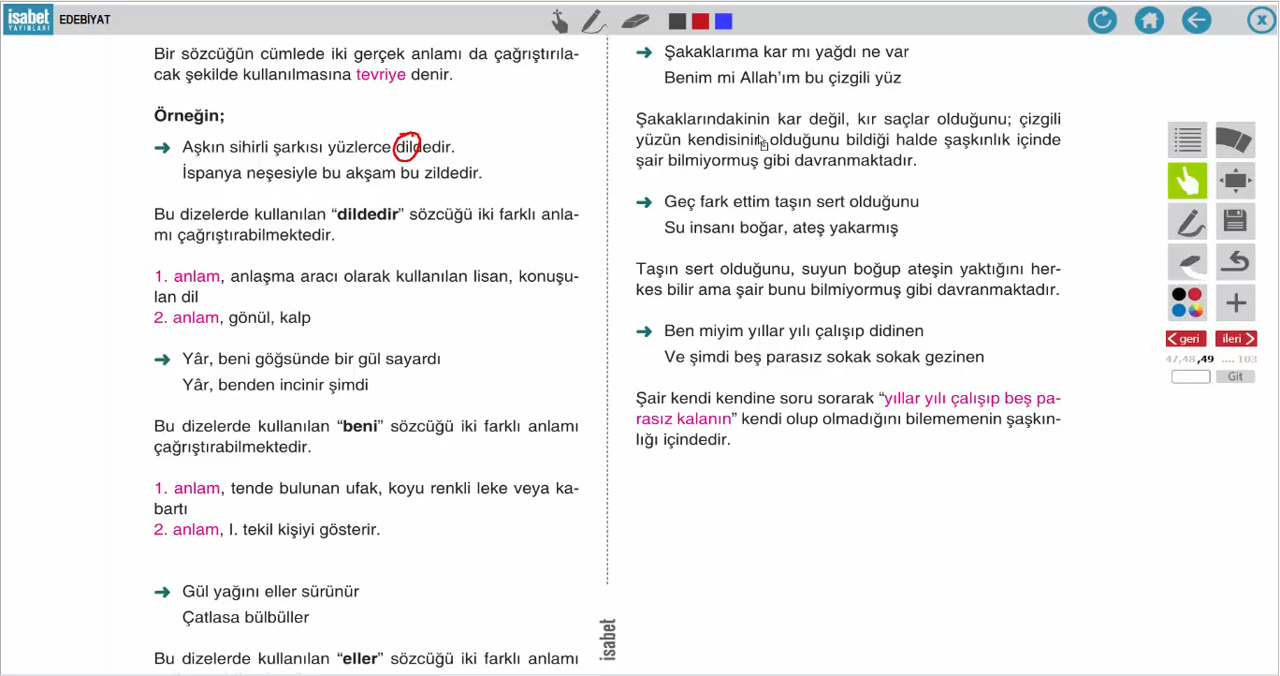 isabet
YAYINLARI
EDEBİYAT
Bir sözcüğün cümlede iki gerçek anlamı da çağrıştırıla-
cak şekilde kullanılmasına tevriye denir.
Örneğin;
Aşkın sihirli şarkısı yüzlerce dildedir.
İspanya neşesiyle bu akşam bu zildedir.
Bu dizelerde kullanılan “dildedir” sözcüğü iki farklı anla-
mı çağrıştırabilmektedir.
1. anlam, anlaşma aracı olarak kullanılan lisan, konuşu-
lan dil
2. anlam, gönül, kalp
Yâr, beni göğsünde bir gül sayardı
Yâr, benden incinir şimdi
Bu dizelerde kullanılan “beni” sözcüğü iki farklı anlamı
çağrıştırabilmektedir.
1. anlam, tende bulunan ufak, koyu renkli leke veya ka-
bartı
2. anlam, I. tekil kişiyi gösterir.
Gül yağını eller sürünür
Çatlasa bülbüller
Bu dizelerde kullanılan “eller” sözcüğü iki farklı anlamı
isabet
Şakaklarıma kar mı yağdı ne var
Benim mi Allah’ım bu çizgili yüz
Şakaklarındakinin kar değil, kır saçlar olduğunu; çizgili
yüzün kendisinin olduğunu bildiği halde şaşkınlık içinde
şair bilmiyormuş gibi davranmaktadır.
Geç fark ettim taşın sert olduğunu
Su insanı boğar, ateş yakarmış
Taşın sert olduğunu, suyun boğup ateşin yaktığını her-
kes bilir ama şair bunu bilmiyormuş gibi davranmaktadır.
Ben miyim yıllar yılı çalışıp didinen
Ve şimdi beş parasız sokak sokak gezinen
Şair kendi kendine soru sorarak “yıllar yılı çalışıp beş pa-
rasız kalanın” kendi olup olmadığını bilememenin şaşkın-
lığı içindedir.
geri ileri
47,48,49 .... 103
Git